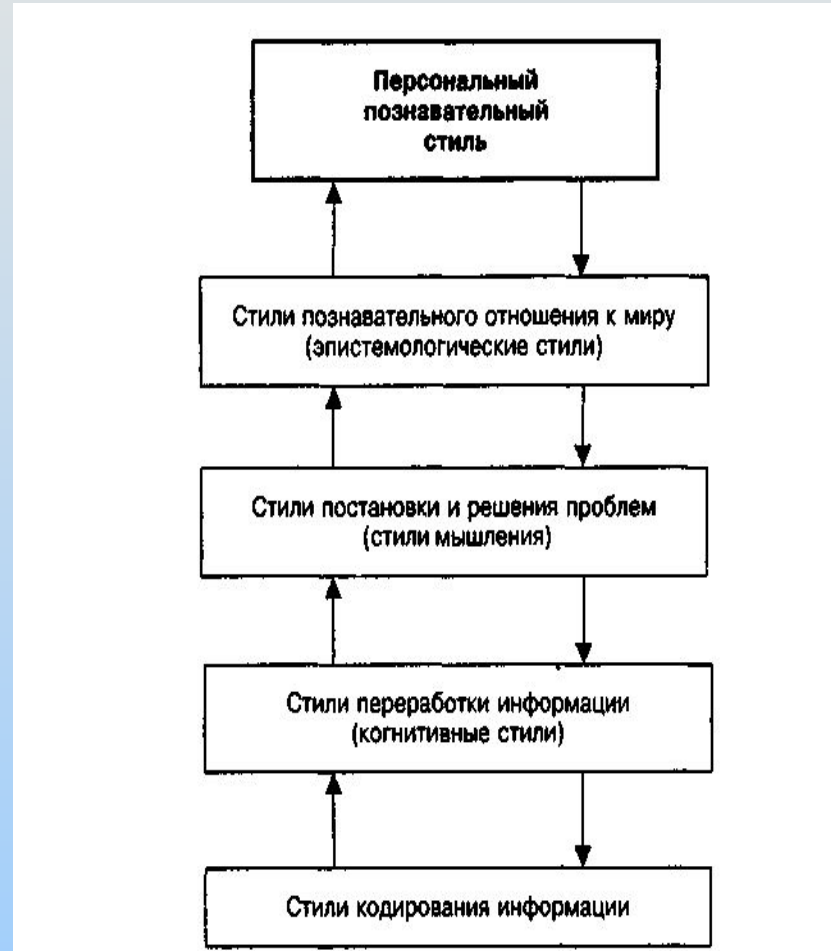 Персональный
познавательный
стиль
Стили познавательного отношения к миру
(эпистемологические стили)
Стили постановки и решения проблем
(стили мышления)
Стили переработки информации
(когнитивные стили)
Стили кодирования информации